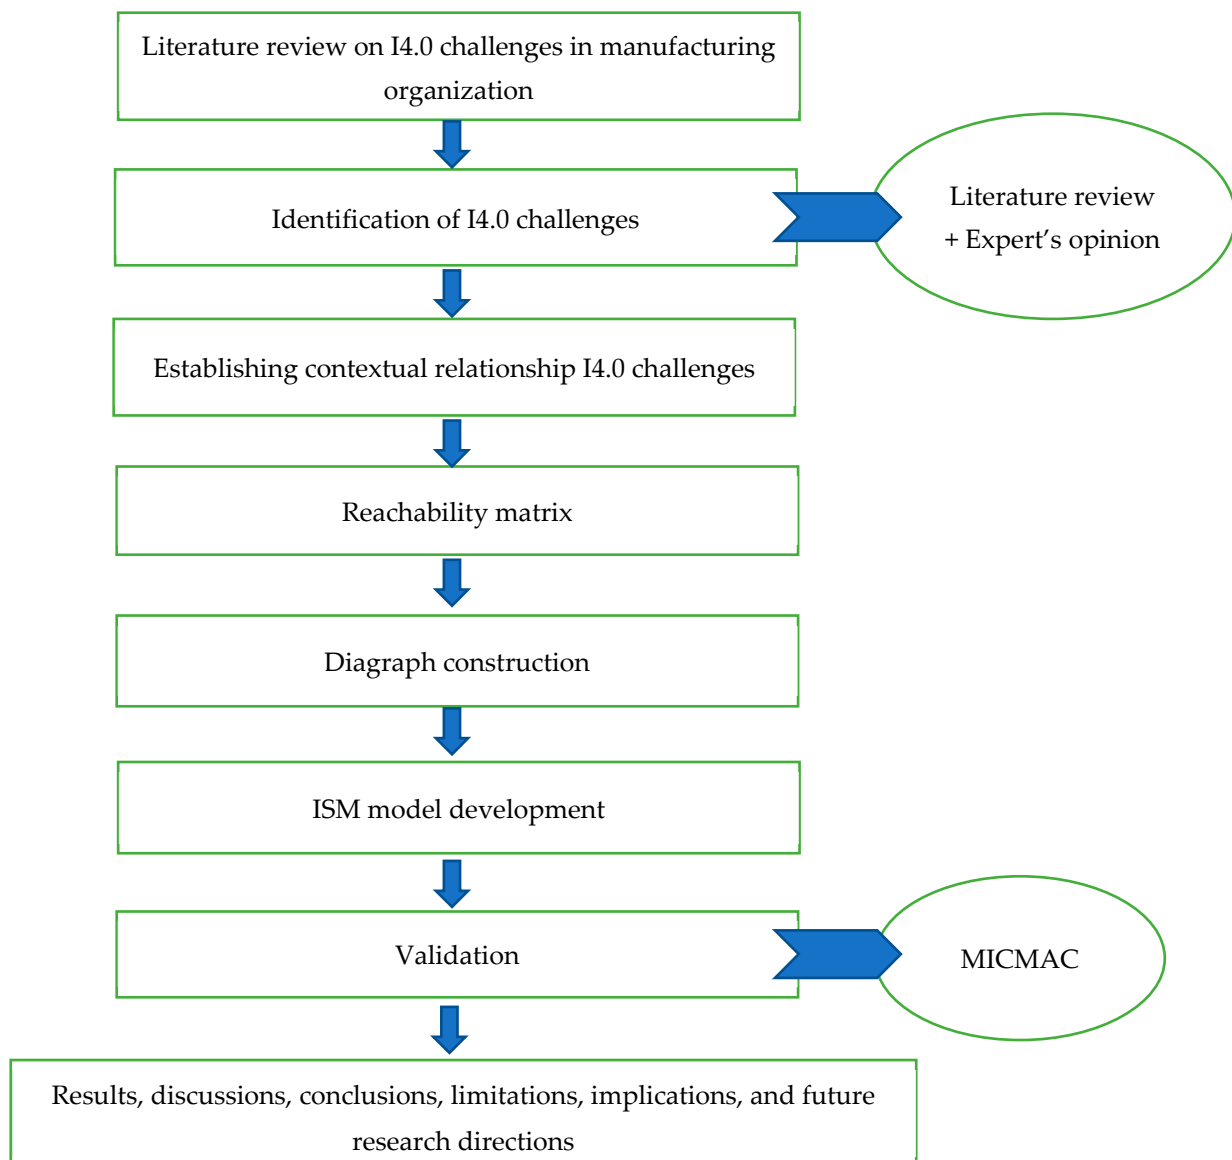 Literature review on I4.0 challenges in manufacturing
organization
Identification of I4.0 challenges
Literature review
+ Expert’s opinion
Establishing contextual relationship I4.0 challenges
Reachability matrix
Diagraph construction
ISM model development
Validation
MICMAC
Results, discussions, conclusions, limitations, implications, and future
research directions